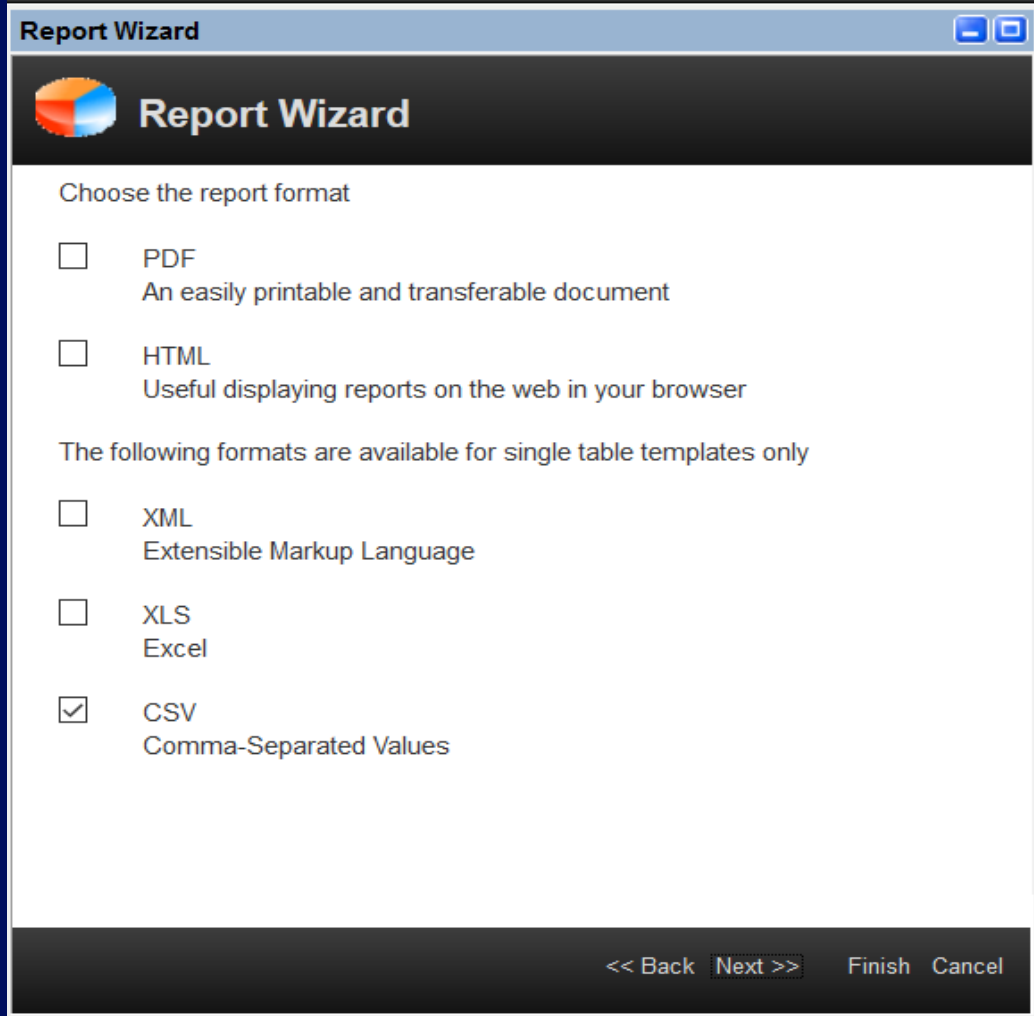 Report Wizard
Report Wizard
Choose the report format
PDF
An easily printable and transferable document
HTML
Useful displaying reports on the web in your browser
The following formats are available for single table templates only
XML
Extensible Markup Language
XLS
Excel
CSV
Comma-Separated Values
<< Back Next >> Finish Cancel